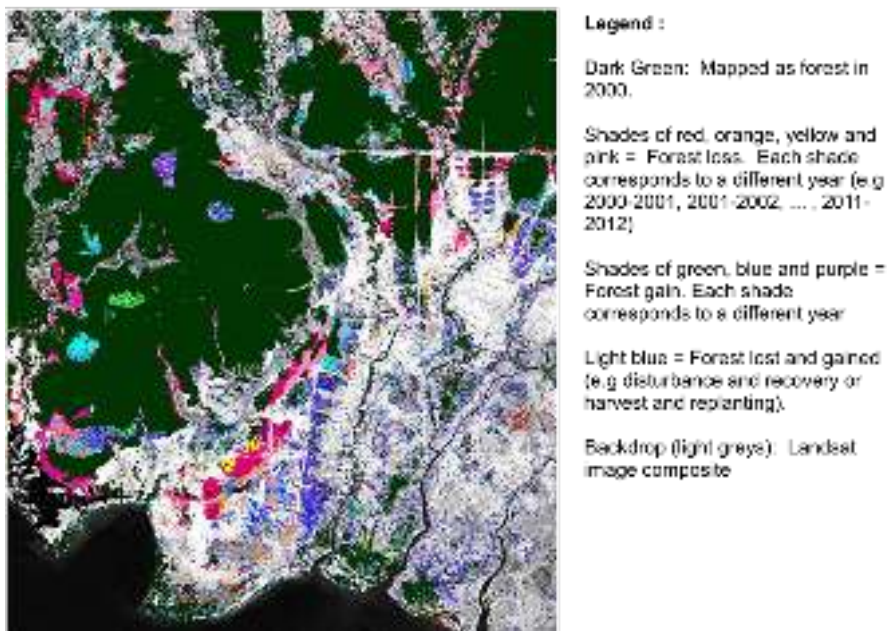 Legend :
Dark Green: Mapped as forest in
2000.
Shades of red, orange, yellow and
pink = Forest loss. Each shade
corresponds to a different year (e.g
2000-2001, 2001-2002, ... , 2011-
2012)
Shades of green, blue and purple =
Forest gain. Each shade
corresponds to a different year
Light blue = Forest lost and gained
(e.g disturbance and recovery or
harvest and replanting).
Backdrop (light greys): Landsat
image composite